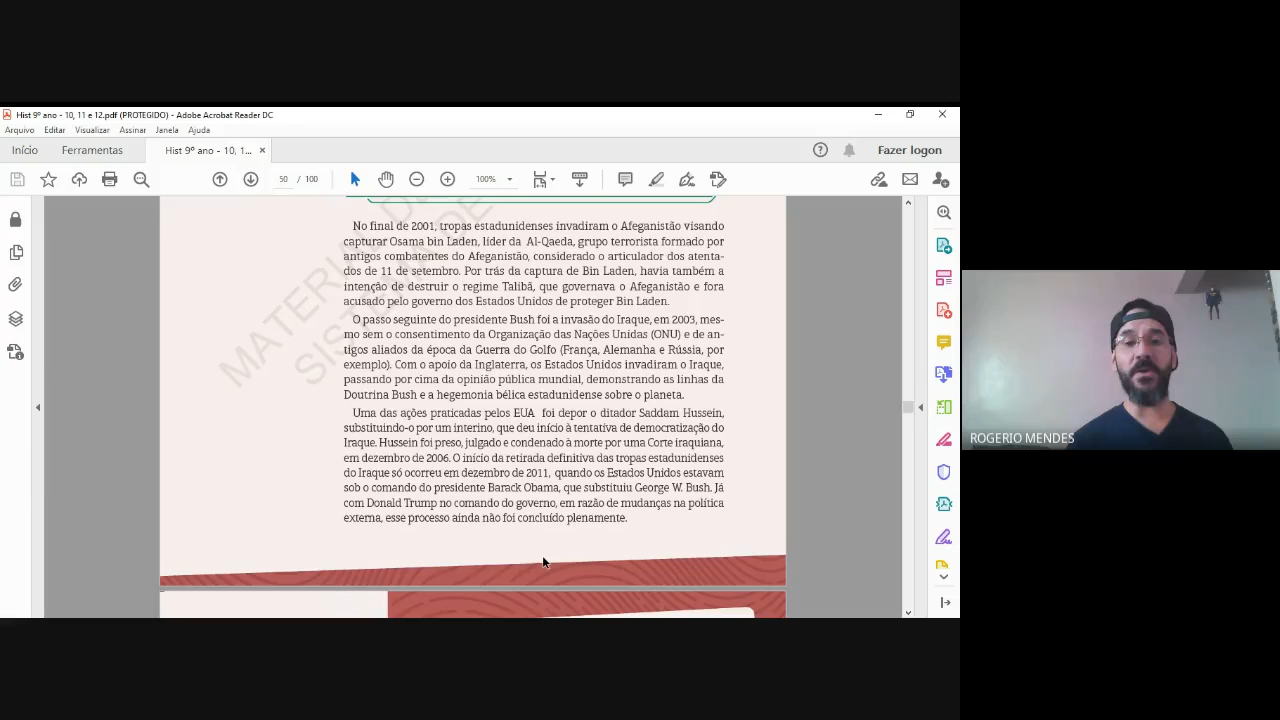 Hist 9º ano - 10, 11 e 12.pdf (PROTEGIDO) - Adobe Acrobat Reader DC
Arquivo Editar Visualizar Assinar Janela Ajuda
Início Ferramentas Hist 9º ano - 10, 1... Fazer logon
50 / 100 100%
MATERIAL D
SISTEMA DE
No final de 2001, tropas estadunidenses invadiram o Afeganistão visando
capturar Osama bin Laden, líder da Al-Qaeda, grupo terrorista formado por
antigos combatentes do Afeganistão, considerado o articulador dos atenta-
dos de 11 de setembro. Por trás da captura de Bin Laden, havia também a
intenção de destruir o regime Talibã, que governava o Afeganistão e fora
acusado pelo governo dos Estados Unidos de proteger Bin Laden.
O passo seguinte do presidente Bush foi a invasão do Iraque, em 2003, mes-
mo sem o consentimento da Organização das Nações Unidas (ONU) e de an-
tigos aliados da época da Guerra do Golfo (França, Alemanha e Rússia, por
exemplo). Com o apoio da Inglaterra, os Estados Unidos invadiram o Iraque,
passando por cima da opinião pública mundial, demonstrando as linhas da
Doutrina Bush e a hegemonia bélica estadunidense sobre o planeta.
Uma das ações praticadas pelos EUA foi depor o ditador Saddam Hussein,
substituindo-o por um interino, que deu início à tentativa de democratização do
Iraque. Hussein foi preso, julgado e condenado à morte por uma Corte iraquiana,
em dezembro de 2006. O início da retirada definitiva das tropas estadunidenses
do Iraque só ocorreu em dezembro de 2011, quando os Estados Unidos estavam
sob o comando do presidente Barack Obama, que substituiu George W. Bush. Já
com Donald Trump no comando do governo, em razão de mudanças na política
externa, esse processo ainda não foi concluído plenamente.
ROGERIO MENDES